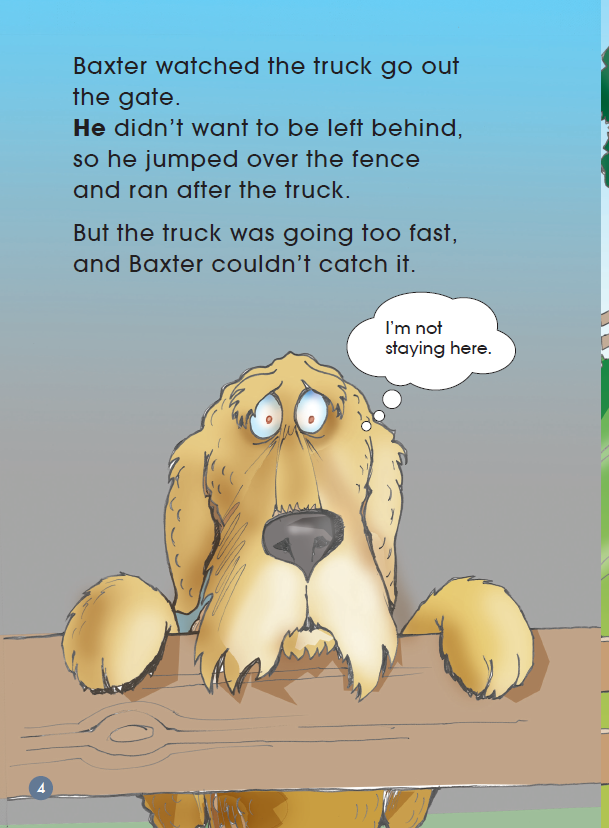 Baxter watched the truck go out
the gate.
He didn’t want to be left behind,
so he jumped over the fence
and ran after the truck.
But the truck was going too fast,
and Baxter couldn’t catch it.
I’m not
staying here.
4